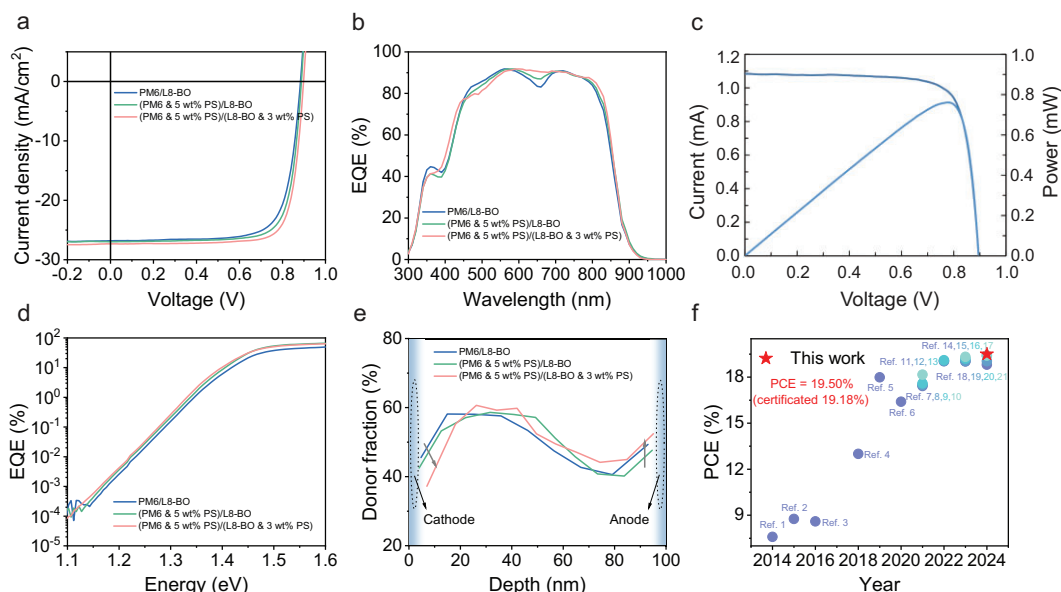 a
Current density (mA/cm²)
0
-10
-20
-30
-0.2
0.0
0.2
0.4
0.6
0.8
1.0
Voltage (V)
PM6/L8-BO
(PM6 & 5 wt% PS)/L8-BO
(PM6 & 5 wt% PS)/(L8-BO & 3 wt% PS)
b
EQE (%)
100
80
60
40
20
0
300
400
500
600
700
800
900
1000
Wavelength (nm)
PM6/L8-BO
(PM6 & 5 wt% PS)/L8-BO
(PM6 & 5 wt% PS)/(L8-BO & 3 wt% PS)
c
Current (mA)
1.2
1.0
0.8
0.6
0.4
0.2
0.0
0.0
0.2
0.4
0.6
0.8
1.0
Voltage (V)
1.0
0.8
0.6
0.4
0.2
0.0
Power (mW)
d
EQE (%)
10²
10¹
10⁰
10⁻¹
10⁻²
10⁻³
10⁻⁴
10⁻⁵
1.1
1.2
1.3
1.4
1.5
1.6
Energy (eV)
PM6/L8-BO
(PM6 & 5 wt% PS)/L8-BO
(PM6 & 5 wt% PS)/(L8-BO & 3 wt% PS)
e
Donor fraction (%)
80
60
40
20
0
20
40
60
80
100
Depth (nm)
PM6/L8-BO
(PM6 & 5 wt% PS)/L8-BO
(PM6 & 5 wt% PS)/(L8-BO & 3 wt% PS)
Cathode
Anode
f
PCE (%)
18
15
12
9
2014
2016
2018
2020
2022
2024
Year
This work
PCE = 19.50%
(certificated 19.18%)
Ref. 14,15,16,17
Ref. 11,12,13
Ref. 18,19,20,21
Ref. 5
Ref. 7,8,9,10
Ref. 6
Ref. 4
Ref. 2
Ref. 1
Ref. 3